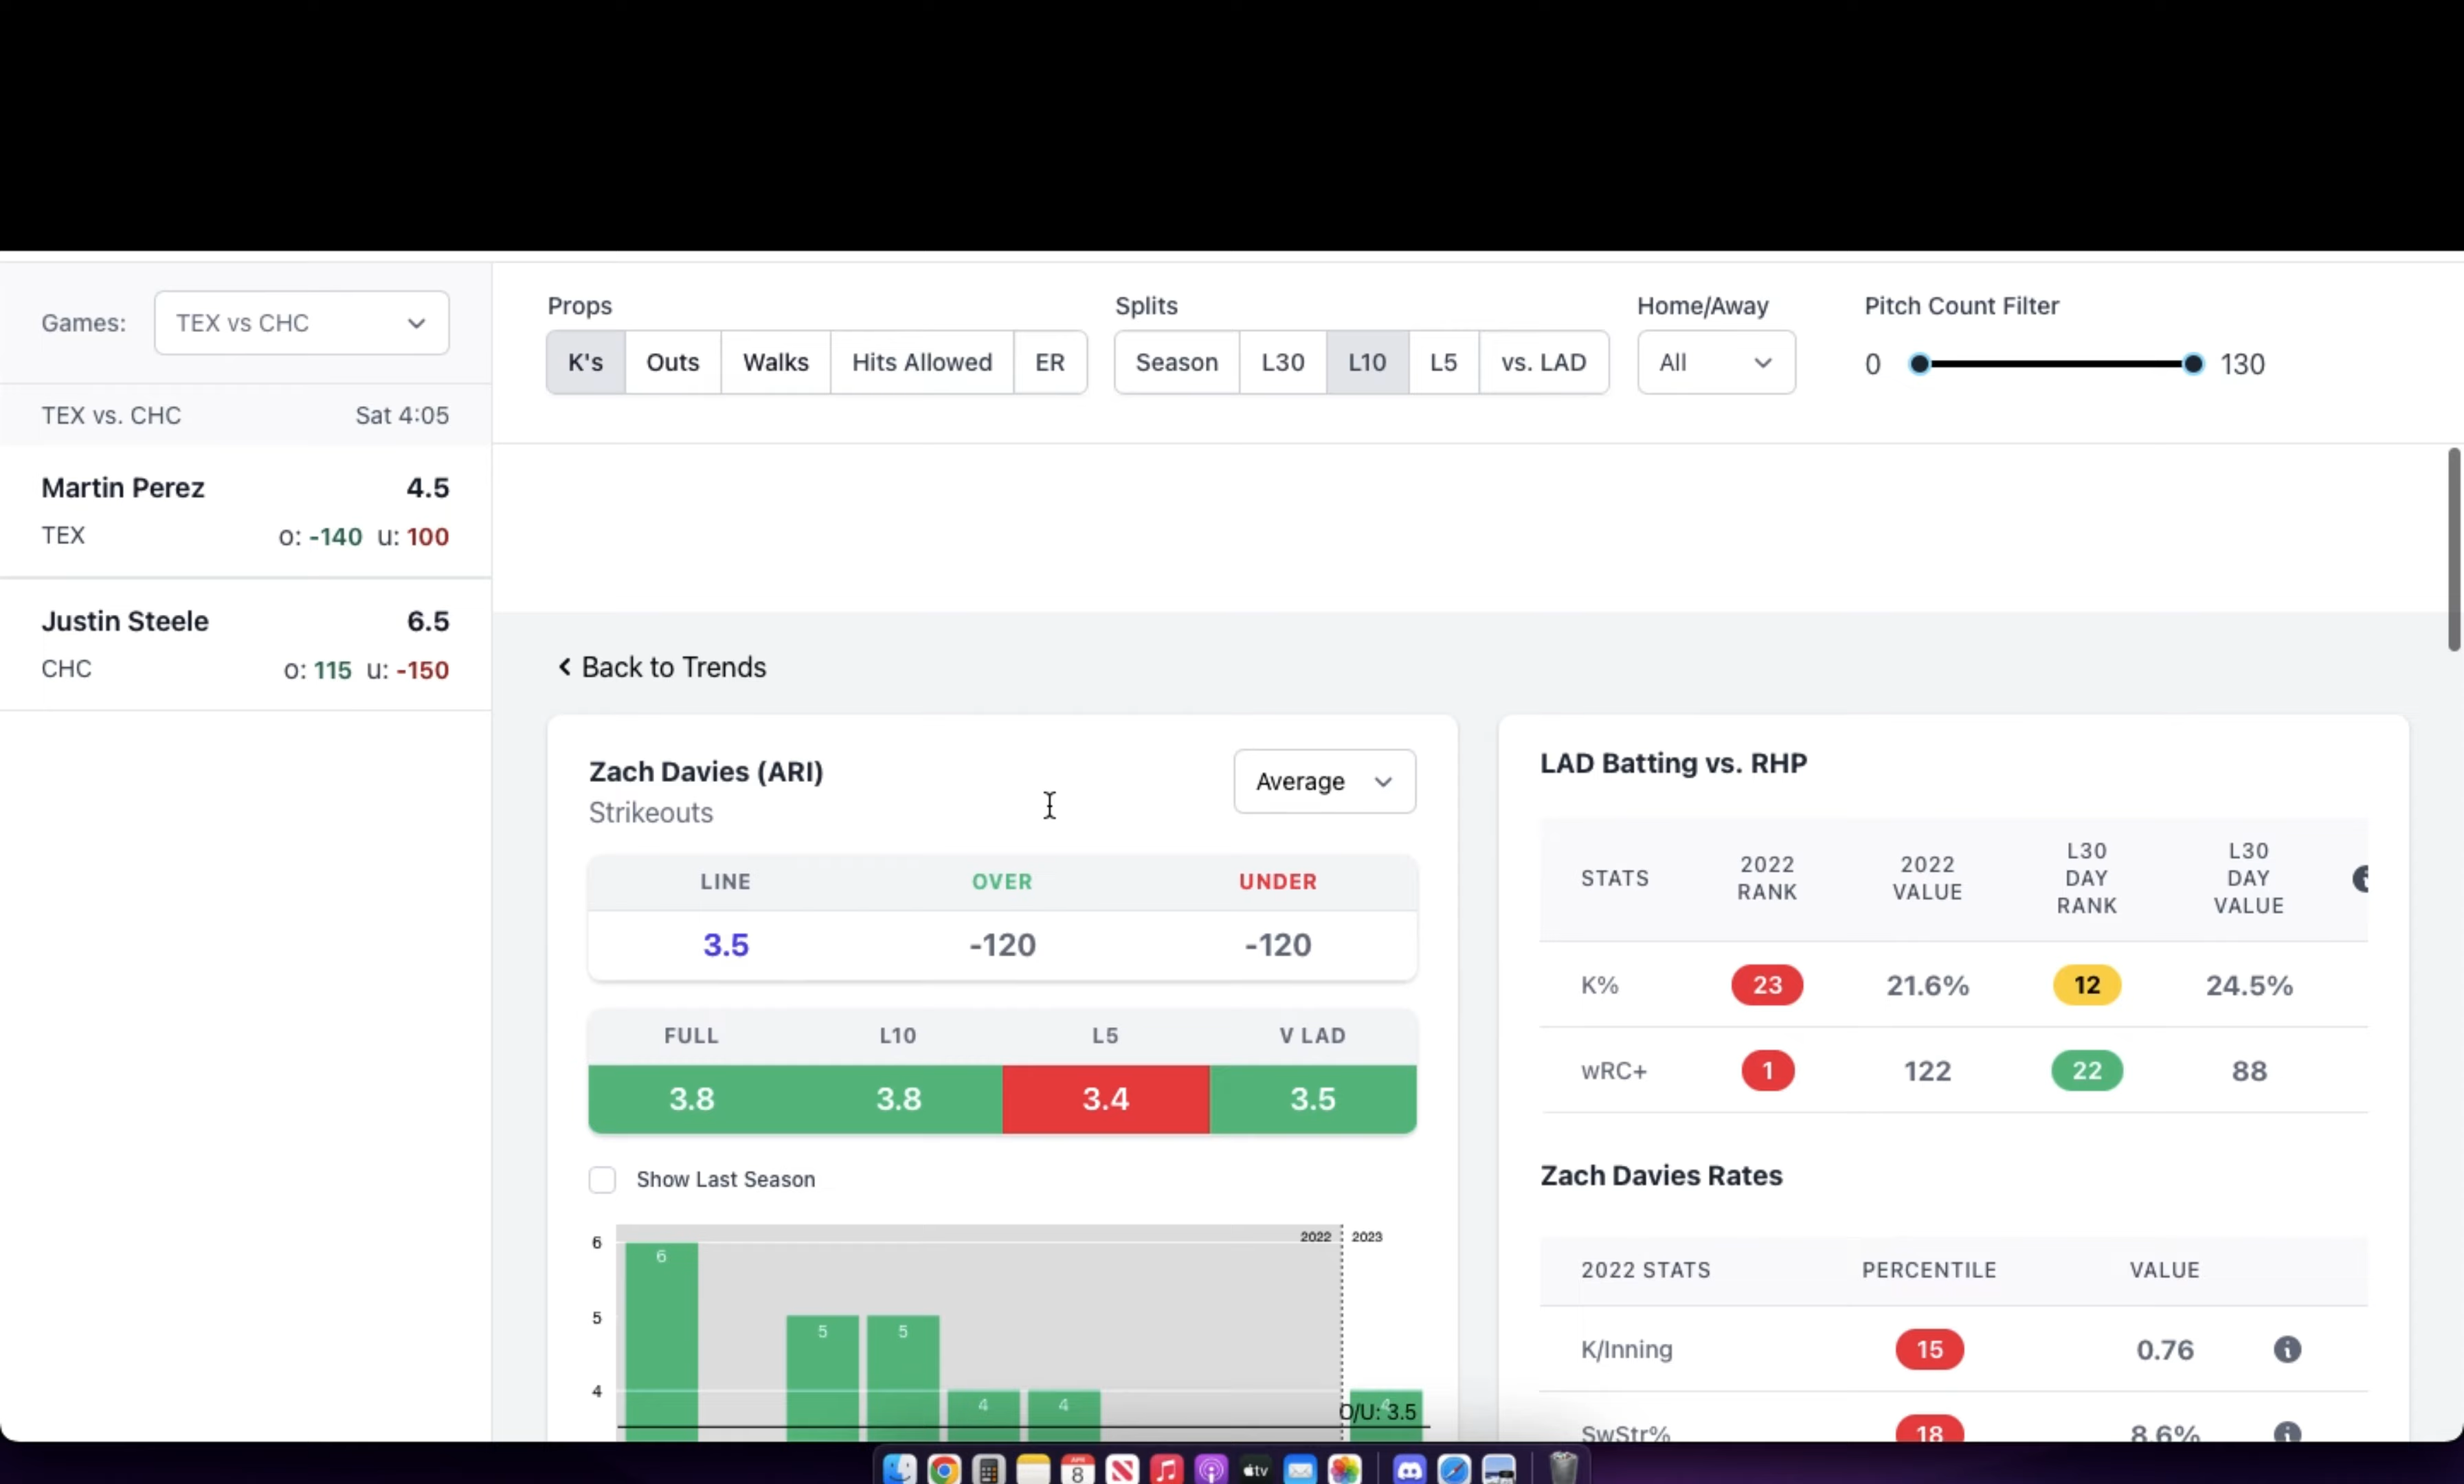 Games: TEX vs CHC
TEX vs. CHC Sat 4:05
Martin Perez 4.5
TEX o: -140 u: 100
Justin Steele 6.5
CHC o: 115 u: -150
Props Splits Home/Away Pitch Count Filter
K's Outs Walks Hits Allowed ER Season L30 L10 L5 vs. LAD All 0 130
Back to Trends
Zach Davies (ARI)
Strikeouts
Average
LINE OVER UNDER
3.5 -120 -120
FULL L10 L5 V LAD
3.8 3.8 3.4 3.5
Show Last Season
2022 2023
6 6
5 5 5
4 4 4 4
O/U: 3.5
LAD Batting vs. RHP
STATS 2022 RANK 2022 VALUE L30 DAY RANK L30 DAY VALUE
K% 23 21.6% 12 24.5%
wRC+ 1 122 22 88
Zach Davies Rates
2022 STATS PERCENTILE VALUE
K/Inning 15 0.76
SwStr% 18 8.6%
APR
8
tv